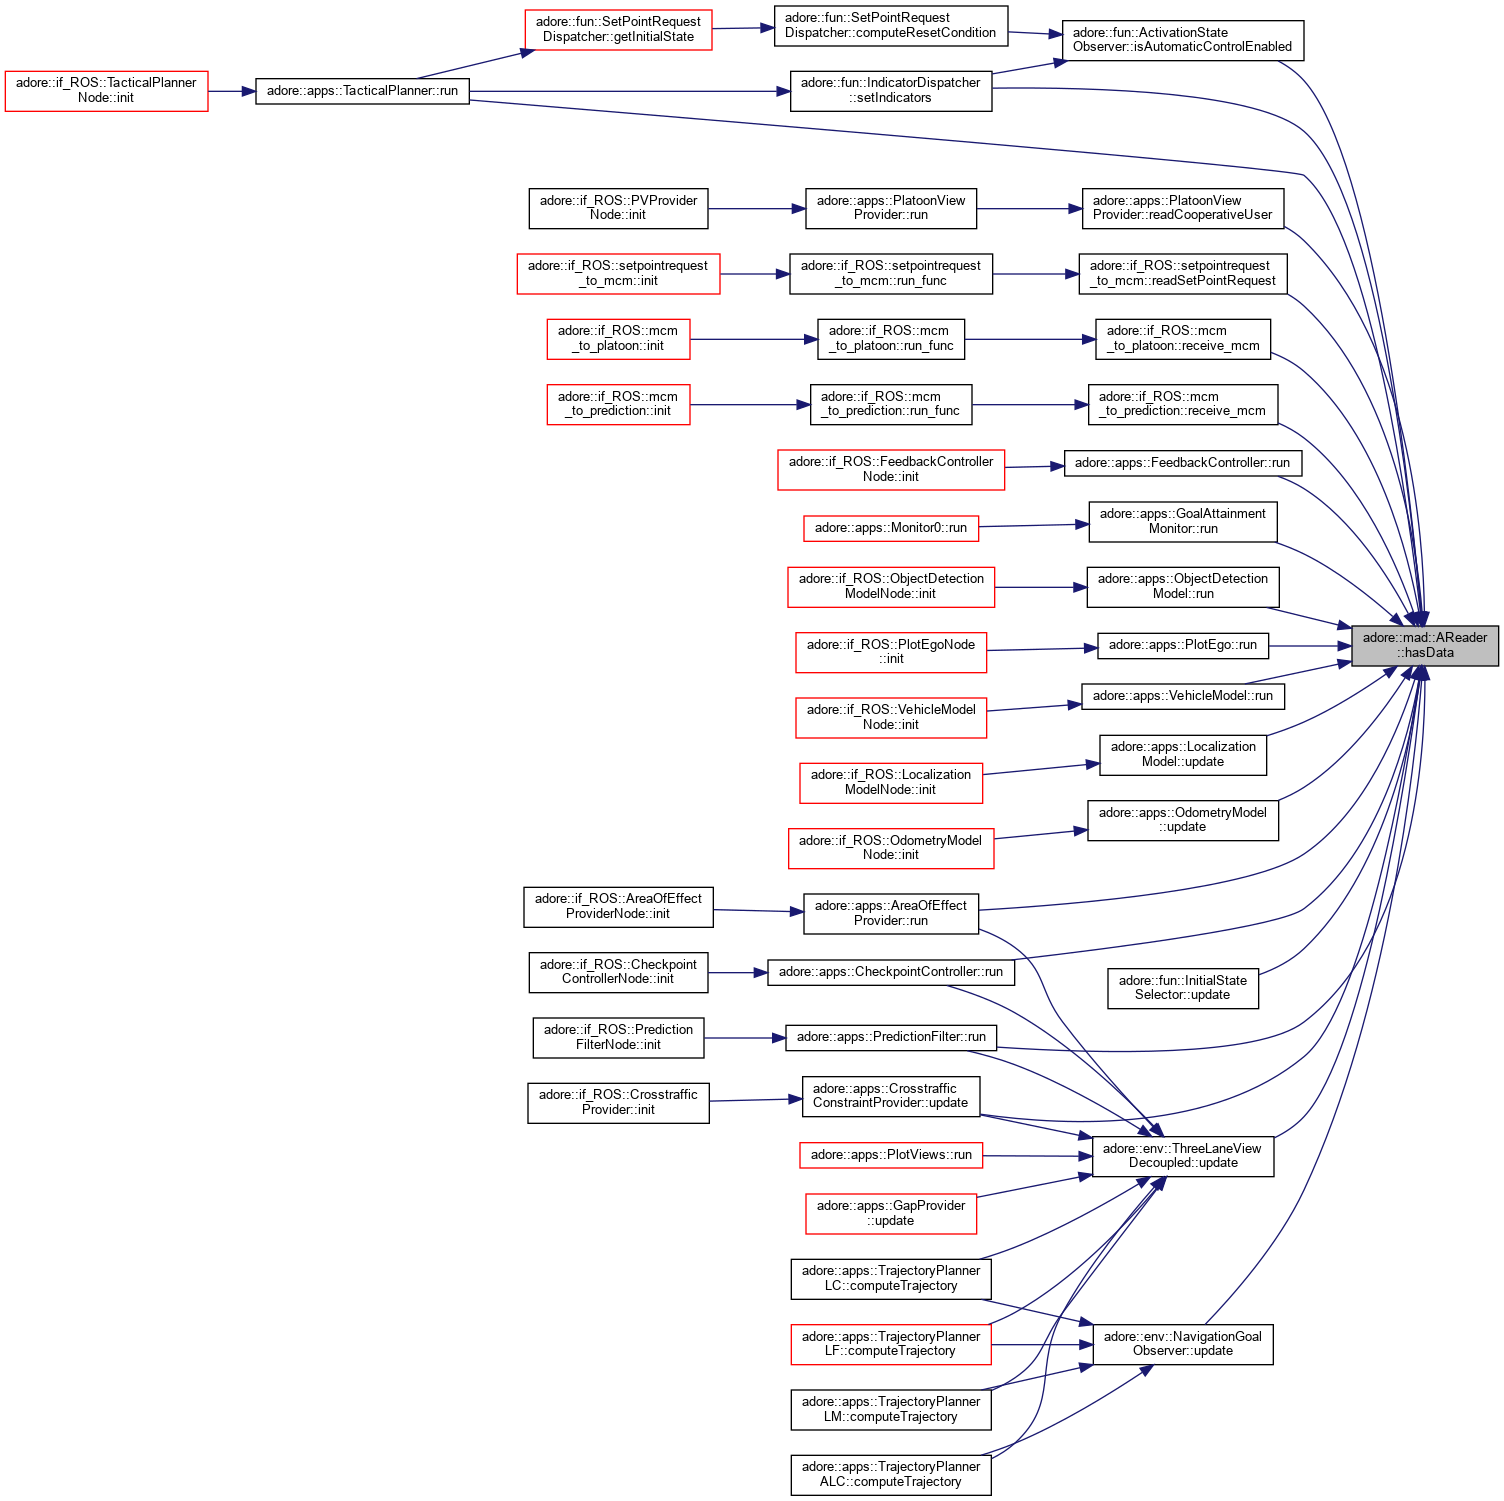 adore::fun::SetPointRequest
Dispatcher::getInitialState
adore::fun::SetPointRequest
Dispatcher::computeResetCondition
adore::fun::ActivationState
Observer::isAutomaticControlEnabled
adore::if_ROS::TacticalPlanner
Node::init
adore::apps::TacticalPlanner::run
adore::fun::IndicatorDispatcher
::setIndicators
adore::if_ROS::PVProvider
Node::init
adore::apps::PlatoonView
Provider::run
adore::apps::PlatoonView
Provider::readCooperativeUser
adore::if_ROS::setpointrequest
_to_mcm::init
adore::if_ROS::setpointrequest
_to_mcm::run_func
adore::if_ROS::setpointrequest
_to_mcm::readSetPointRequest
adore::if_ROS::mcm
_to_platoon::init
adore::if_ROS::mcm
_to_platoon::run_func
adore::if_ROS::mcm
_to_platoon::receive_mcm
adore::if_ROS::mcm
_to_prediction::init
adore::if_ROS::mcm
_to_prediction::run_func
adore::if_ROS::mcm
_to_prediction::receive_mcm
adore::if_ROS::FeedbackController
Node::init
adore::apps::FeedbackController::run
adore::apps::Monitor0::run
adore::apps::GoalAttainment
Monitor::run
adore::if_ROS::ObjectDetection
ModelNode::init
adore::apps::ObjectDetection
Model::run
adore::mad::AReader
::hasData
adore::if_ROS::PlotEgoNode
::init
adore::apps::PlotEgo::run
adore::if_ROS::VehicleModel
Node::init
adore::apps::VehicleModel::run
adore::if_ROS::Localization
ModelNode::init
adore::apps::Localization
Model::update
adore::if_ROS::OdometryModel
Node::init
adore::apps::OdometryModel
::update
adore::if_ROS::AreaOfEffect
ProviderNode::init
adore::apps::AreaOfEffect
Provider::run
adore::if_ROS::Checkpoint
ControllerNode::init
adore::apps::CheckpointController::run
adore::fun::InitialState
Selector::update
adore::if_ROS::Prediction
FilterNode::init
adore::apps::PredictionFilter::run
adore::if_ROS::Crosstraffic
Provider::init
adore::apps::Crosstraffic
ConstraintProvider::update
adore::apps::PlotViews::run
adore::env::ThreeLaneView
Decoupled::update
adore::apps::GapProvider
::update
adore::apps::TrajectoryPlanner
LC::computeTrajectory
adore::apps::TrajectoryPlanner
LF::computeTrajectory
adore::env::NavigationGoal
Observer::update
adore::apps::TrajectoryPlanner
LM::computeTrajectory
adore::apps::TrajectoryPlanner
ALC::computeTrajectory